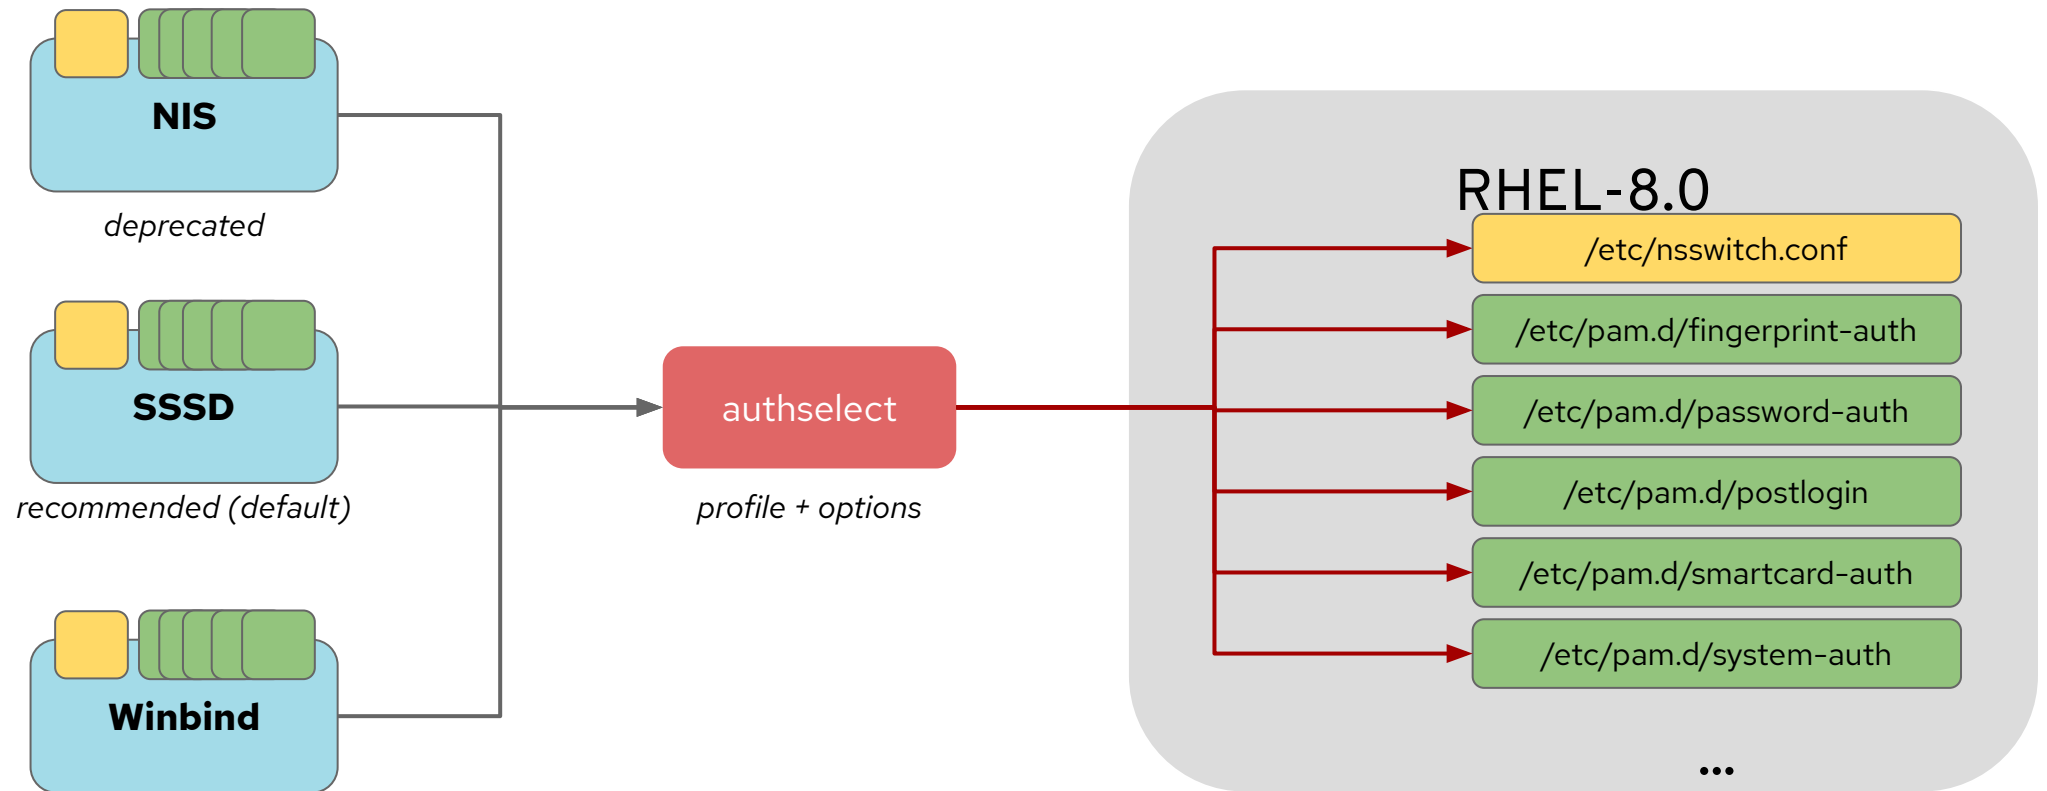 NIS
deprecated
SSSD
recommended (default)
Winbind
authselect
profile + options
RHEL-8.0
/etc/nsswitch.conf
/etc/pam.d/fingerprint-auth
/etc/pam.d/password-auth
/etc/pam.d/postlogin
/etc/pam.d/smartcard-auth
/etc/pam.d/system-auth
...